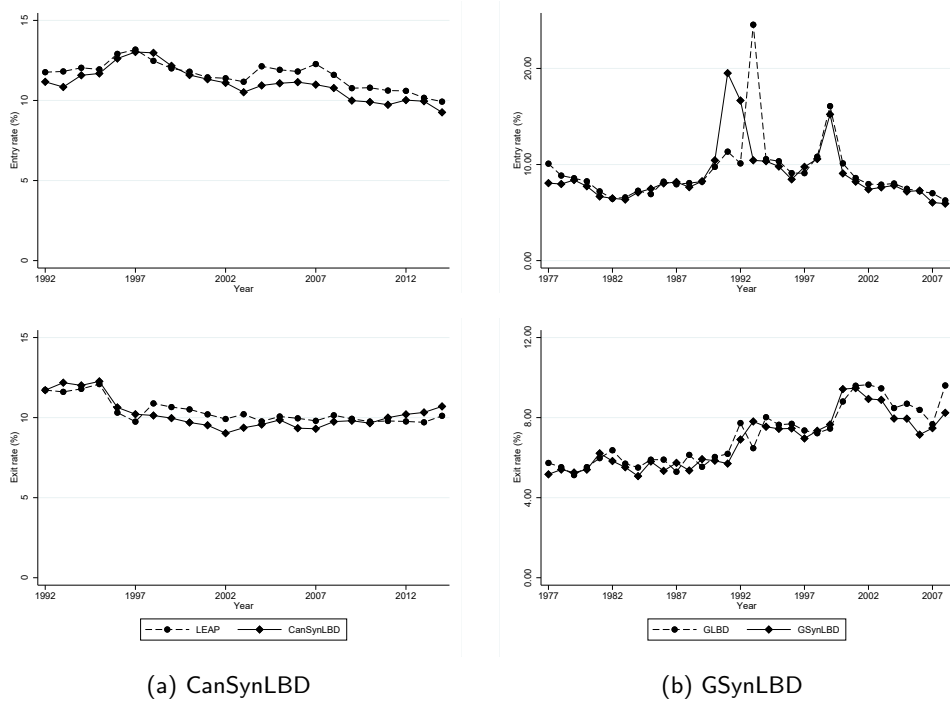 15
10
5
0
Entry rate (%)
1992 1997 2002 2007 2012
Year
20.00
10.00
0.00
Entry rate (%)
1977 1982 1987 1992 1997 2002 2007
Year
15
10
5
0
Exit rate (%)
1992 1997 2002 2007 2012
Year
LEAP CanSynLBD
12.00
8.00
4.00
0.00
Exit rate (%)
1977 1982 1987 1992 1997 2002 2007
Year
GLBD GSynLBD
(a) CanSynLBD
(b) GSynLBD